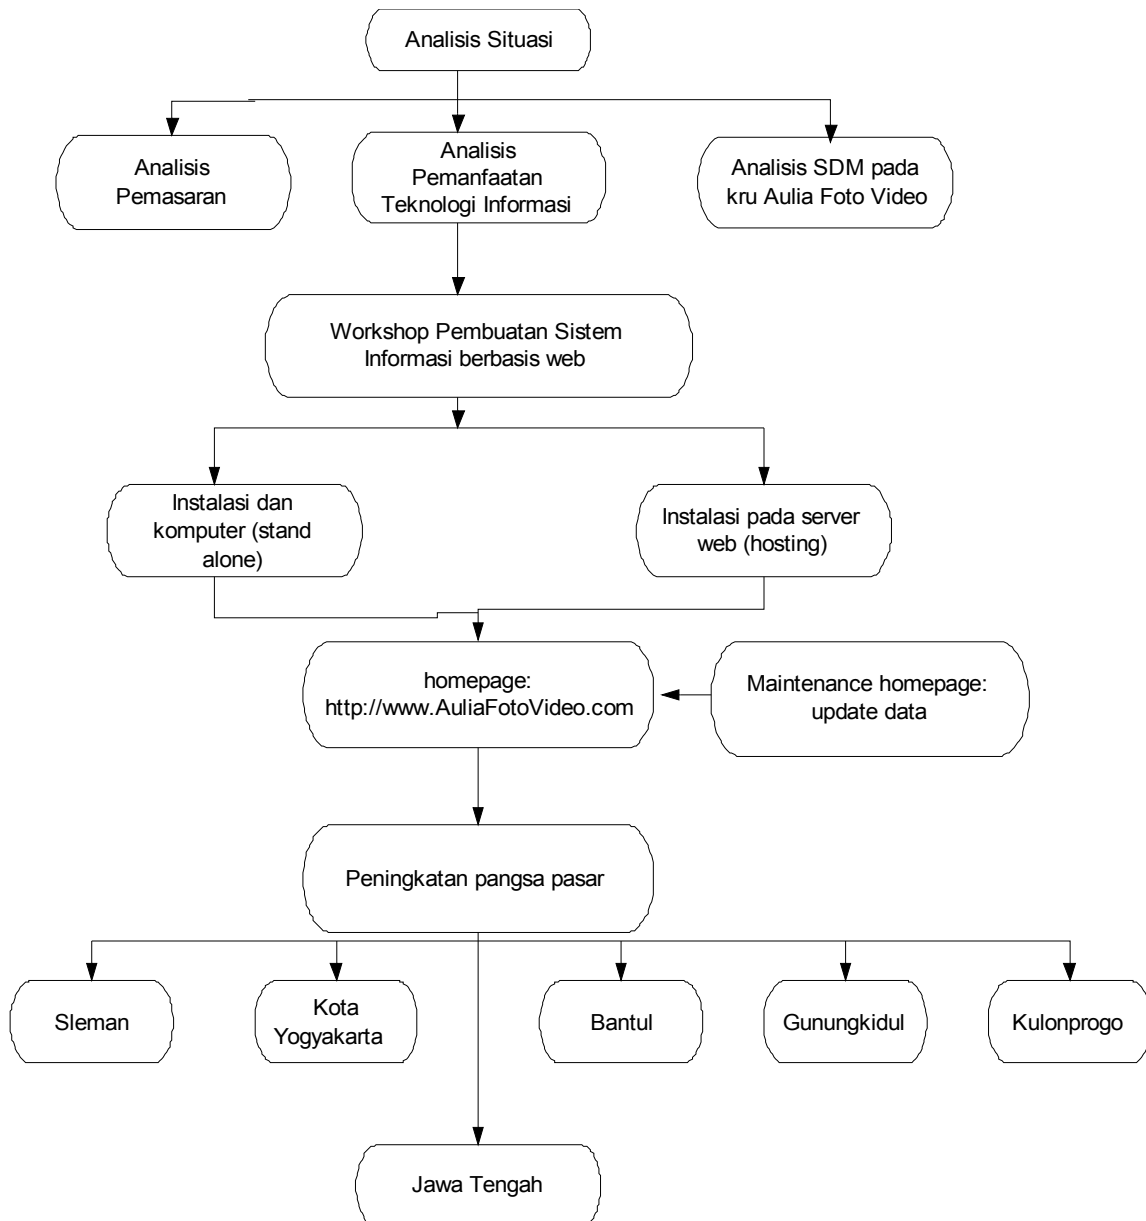 Analisis Situasi
Analisis
Pemasaran
Analisis
Pemanfaatan
Teknologi Informasi
Analisis SDM pada
kru Aulia Foto Video
Workshop Pembuatan Sistem
Informasi berbasis web
Instalasi dan
komputer (stand
alone)
Instalasi pada server
web (hosting)
homepage:
http://www.AuliaFotoVideo.com
Maintenance homepage:
update data
Peningkatan pangsa pasar
Sleman
Kota
Yogyakarta
Bantul
Gunungkidul
Kulonprogo
Jawa Tengah